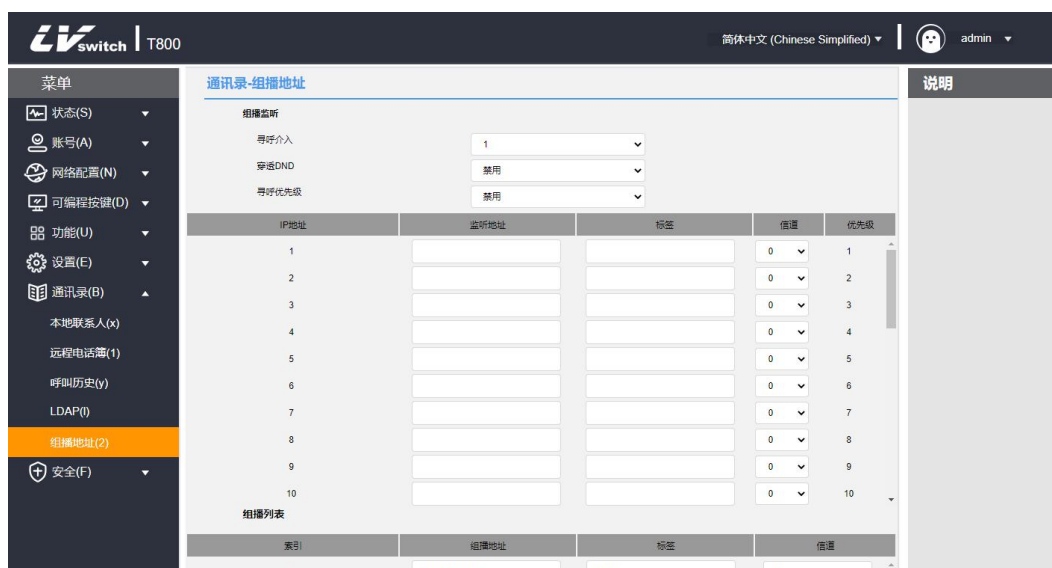 LVswitch T800
简体中文 (Chinese Simplified)
admin
菜单
状态(S)
账号(A)
网络配置(N)
可编程按键(D)
功能(U)
设置(E)
通讯录(B)
本地联系人(x)
远程电话簿(1)
呼叫历史(y)
LDAP(l)
组播地址(2)
安全(F)
通讯录-组播地址
组播监听
寻呼介入 1
穿透DND 禁用
寻呼优先级 禁用
IP地址 监听地址 标签 信道 优先级
1 0 1
2 0 2
3 0 3
4 0 4
5 0 5
6 0 6
7 0 7
8 0 8
9 0 9
10 0 10
组播列表
索引 组播地址 标签 信道
说明